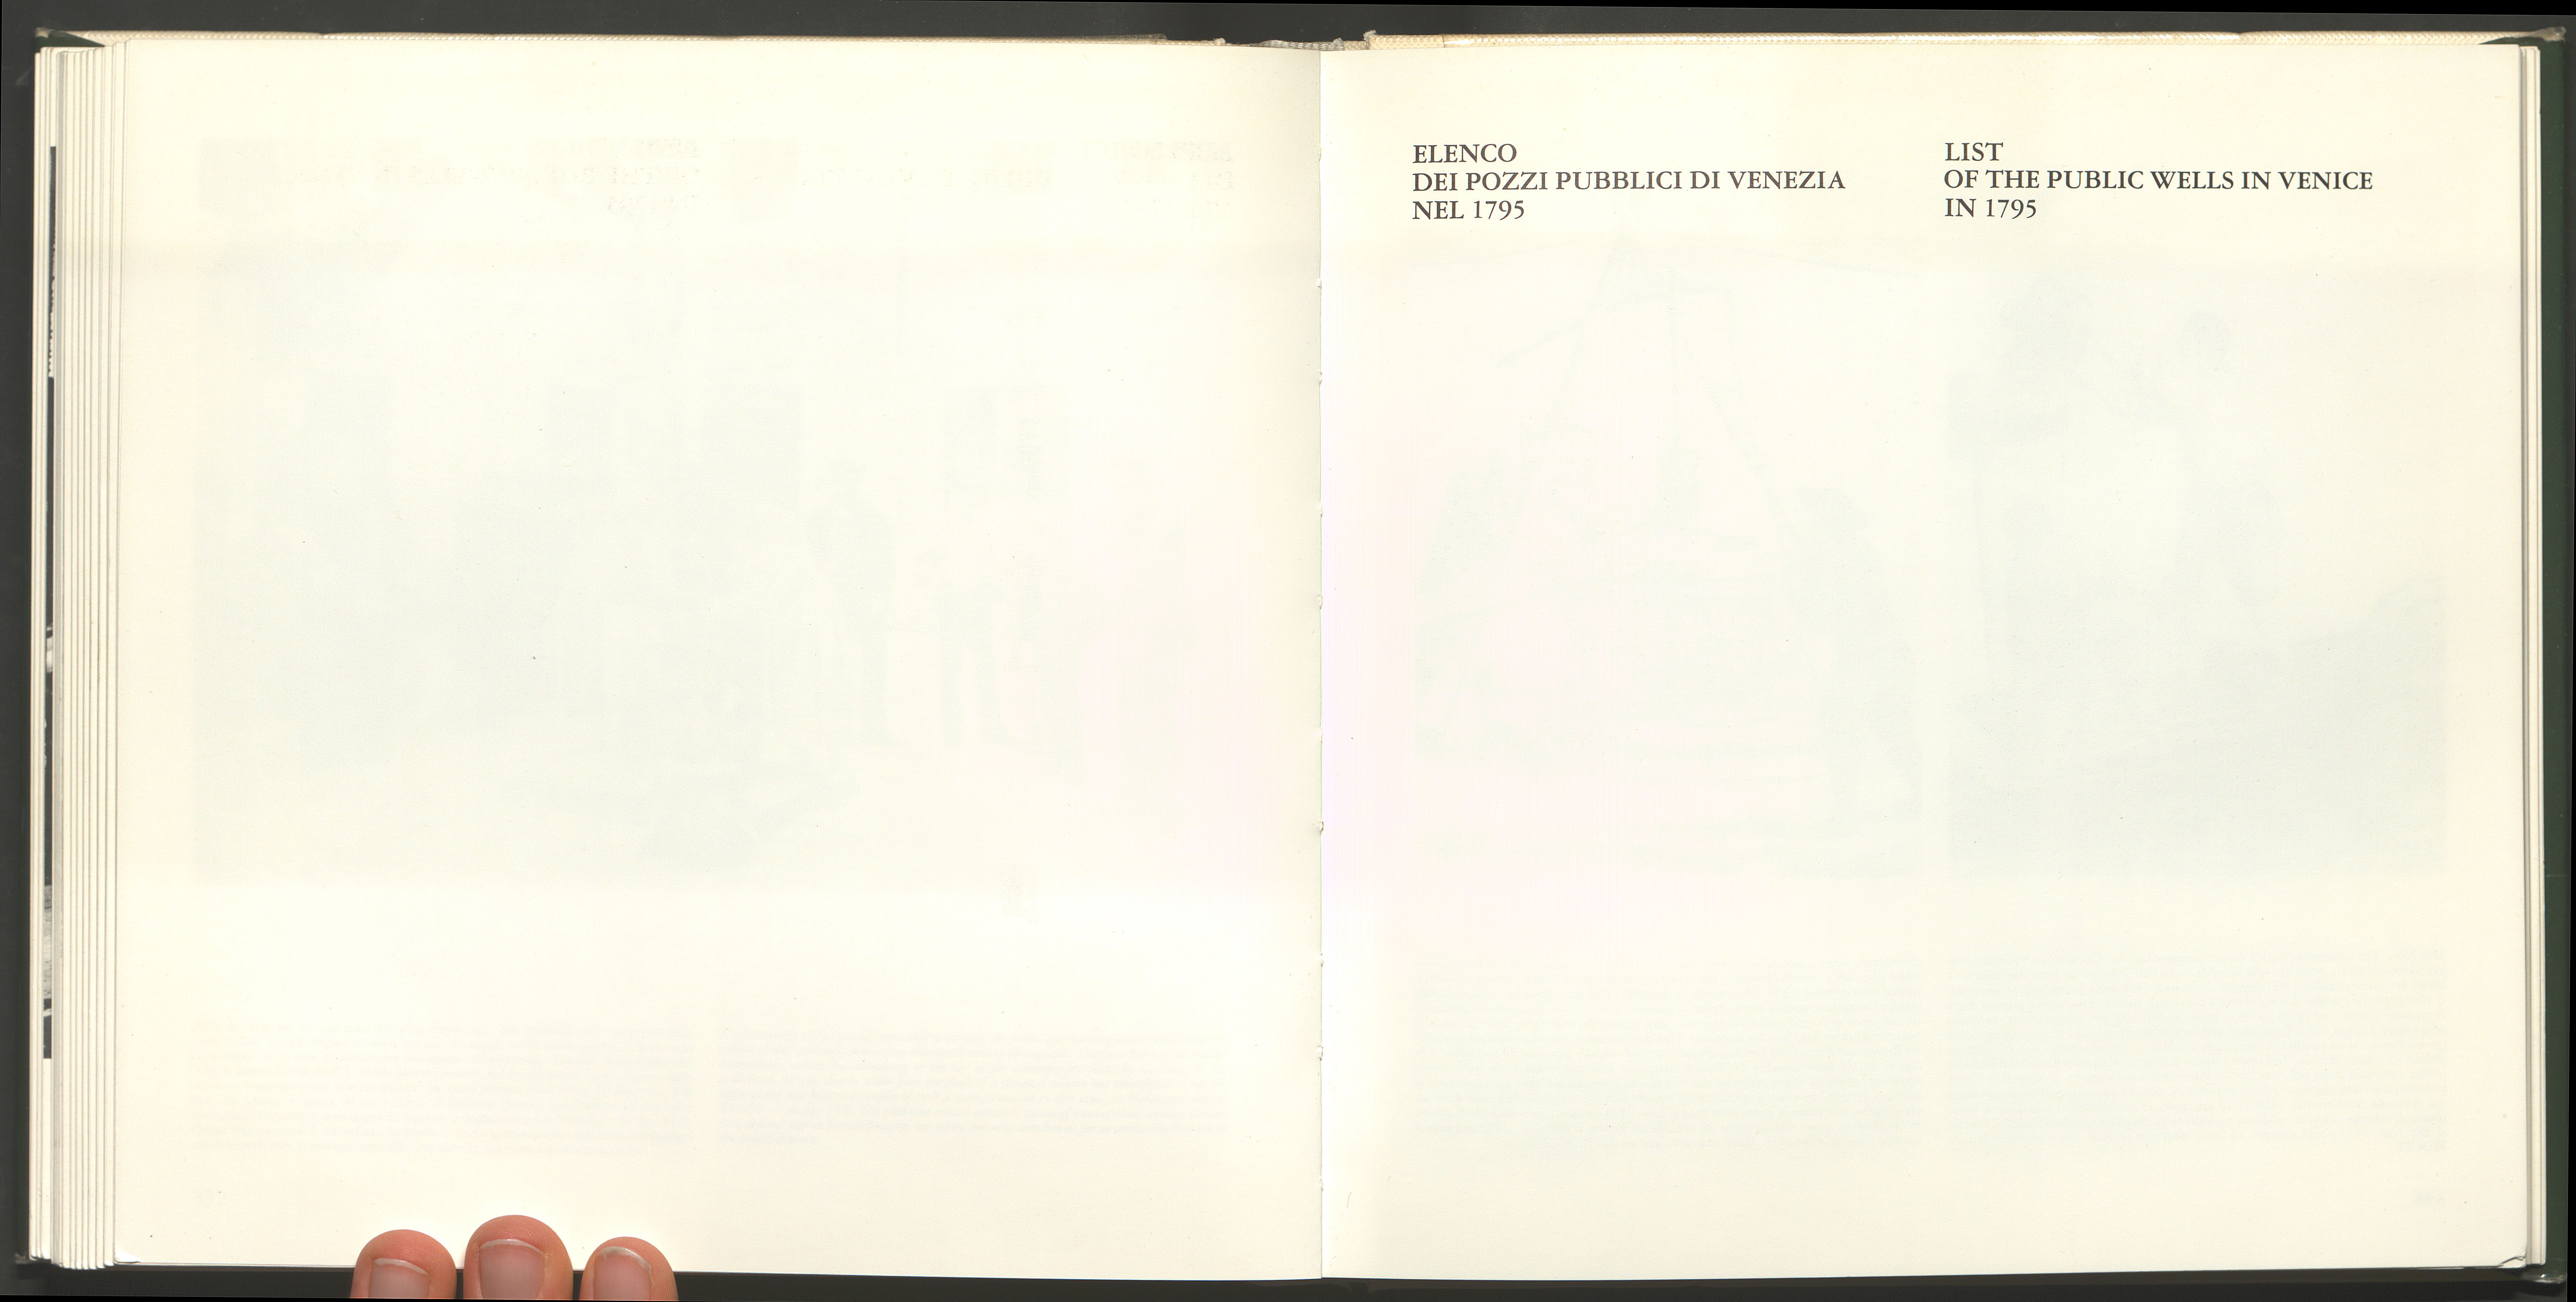 ELENCO
DEI POZZI PUBBLICI DI VENEZIA
NEL 1795
LIST
OF THE PUBLIC WELLS IN VENICE
IN 1795